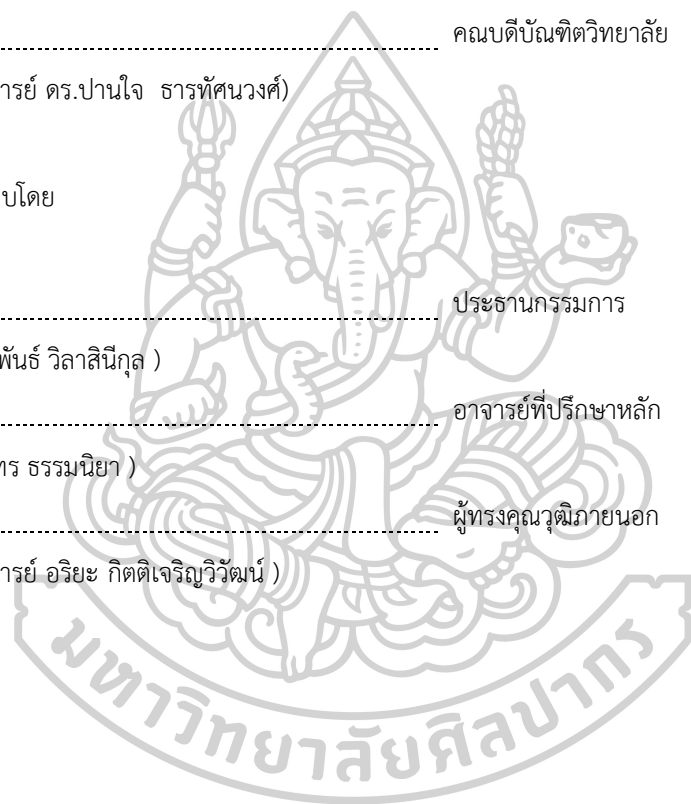 คณบดีบัณฑิตวิทยาลัย
ารย์ ดร.ปานใจ ธารทัศนวงศ์)
บโดย
ประธานกรรมการ
พันธ์ วิลาสินีกุล )
อาจารย์ที่ปรึกษาหลัก
ทร ธรรมนิยา )
ผู้ทรงคุณวุฒิภายนอก
ารย์ อริยะ กิตติเจริญวิวัฒน์ )
มหาวิทยาลัยศิลปากร